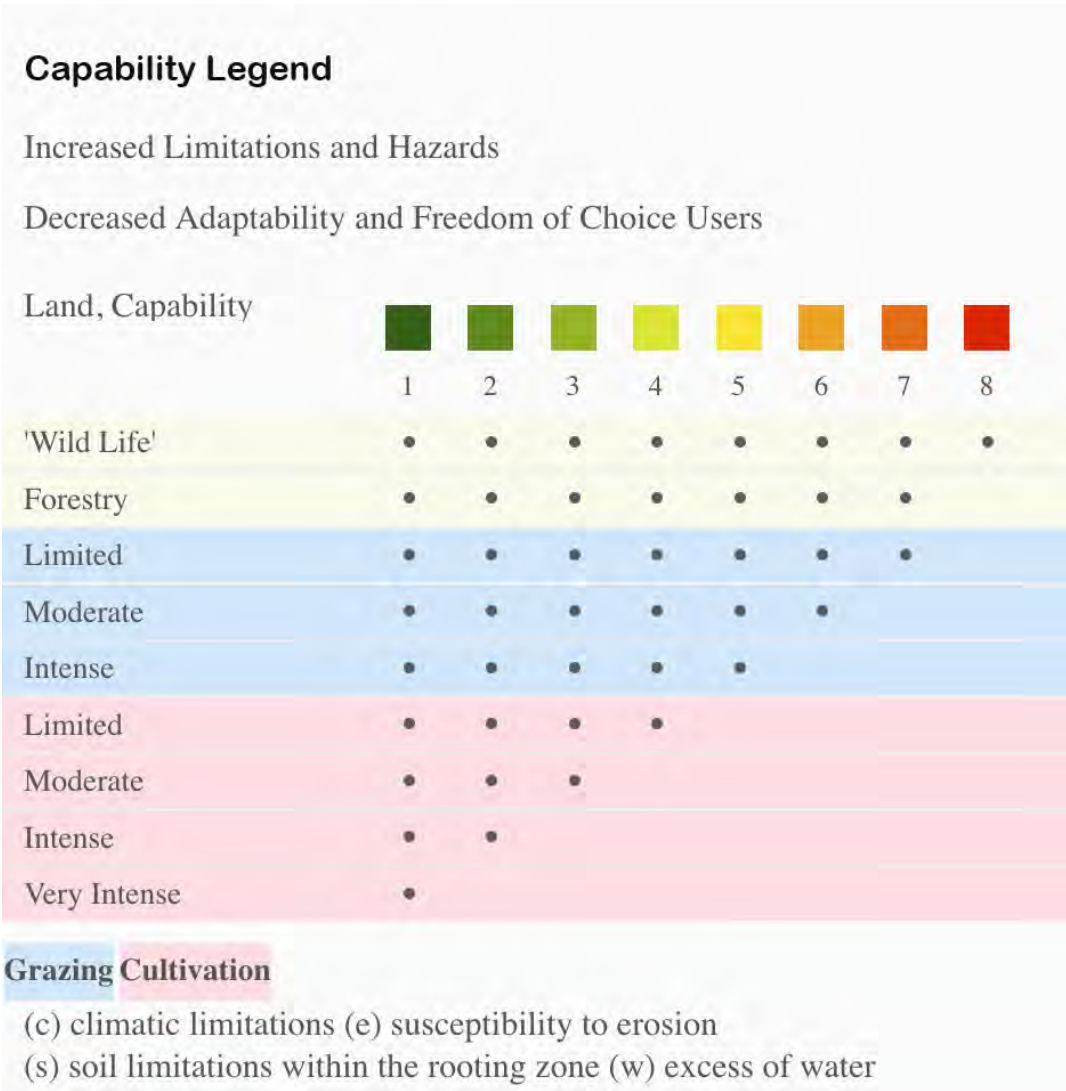 Capability Legend
Increased Limitations and Hazards
Decreased Adaptability and Freedom of Choice Users
Land, Capability
1 2 3 4 5 6 7 8
'Wild Life'
Forestry
Limited
Moderate
Intense
Limited
Moderate
Intense
Very Intense
Grazing Cultivation
(c) climatic limitations (e) susceptibility to erosion
(s) soil limitations within the rooting zone (w) excess of water